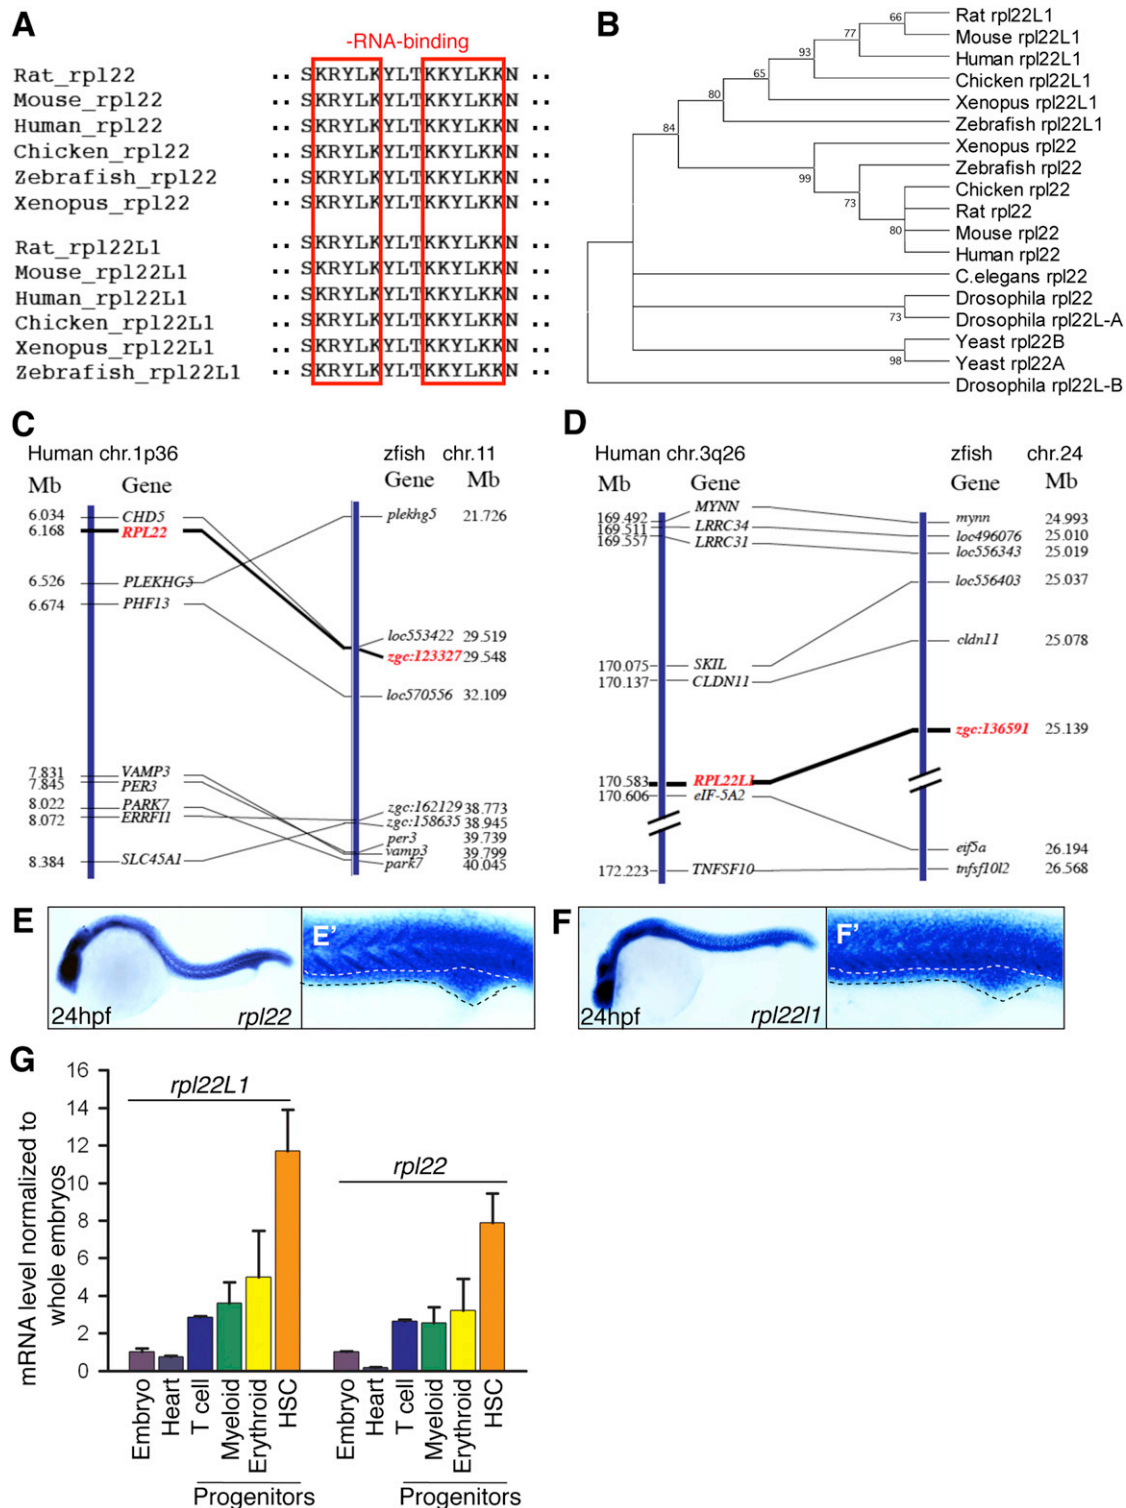 A
-RNA-binding
Rat_rpl22 .. SKRYLKYLTKKYLKKN ..
Mouse_rpl22 .. SKRYLKYLTKKYLKKN ..
Human_rpl22 .. SKRYLKYLTKKYLKKN ..
Chicken_rpl22 .. SKRYLKYLTKKYLKKN ..
Zebrafish_rpl22 .. SKRYLKYLTKKYLKKN ..
Xenopus_rpl22 .. SKRYLKYLTKKYLKKN ..
Rat_rpl22L1 .. SKRYLKYLTKKYLKKN ..
Mouse_rpl22L1 .. SKRYLKYLTKKYLKKN ..
Human_rpl22L1 .. SKRYLKYLTKKYLKKN ..
Chicken_rpl22L1 .. SKRYLKYLTKKYLKKN ..
Xenopus_rpl22L1 .. SKRYLKYLTKKYLKKN ..
Zebrafish_rpl22L1 .. SKRYLKYLTKKYLKKN ..
B
66 Rat rpl22L1
77 Mouse rpl22L1
93 Human rpl22L1
65 Chicken rpl22L1
80 Xenopus rpl22L1
84 Zebrafish rpl22L1
Xenopus rpl22
99 Zebrafish rpl22
73 Chicken rpl22
Rat rpl22
80 Mouse rpl22
Human rpl22
C.elegans rpl22
Drosophila rpl22
73 Drosophila rpl22L-A
Yeast rpl22B
98 Yeast rpl22A
Drosophila rpl22L-B
C
Human chr.1p36 zfish chr.11
Mb Gene Gene Mb
6.034 CHD5
6.168 RPL22
6.526 PLEKHG5
6.674 PHF13
7.831 VAMP3
7.845 PER3
8.022 PARK7
8.072 ERRFI1
8.384 SLC45A1
plekhg5 21.726
loc553422 29.519
zgc:123327 29.548
loc570556 32.109
zgc:162129 38.773
zgc:158635 38.945
per3 39.739
vamp3 39.799
park7 40.045
D
Human chr.3q26 zfish chr.24
Mb Gene Gene Mb
169.492 MYNN
169.511 LRRC34
169.557 LRRC31
170.075 SKIL
170.137 CLDN11
170.583 RPL22L1
170.606 eIF-5A2
172.223 TNFSF10
mynn 24.993
loc496076 25.010
loc556343 25.019
loc556403 25.037
cldn11 25.078
zgc:136591 25.139
eif5a 26.194
tnfsf10l2 26.568
E
24hpf rpl22
E'
F
24hpf rpl22l1
F'
G
mRNA level normalized to
whole embryos
16
14
12
10
8
6
4
2
0
rpl22L1
rpl22
Embryo
Heart
T cell
Myeloid
Erythroid
HSC
Progenitors
Embryo
Heart
T cell
Myeloid
Erythroid
HSC
Progenitors